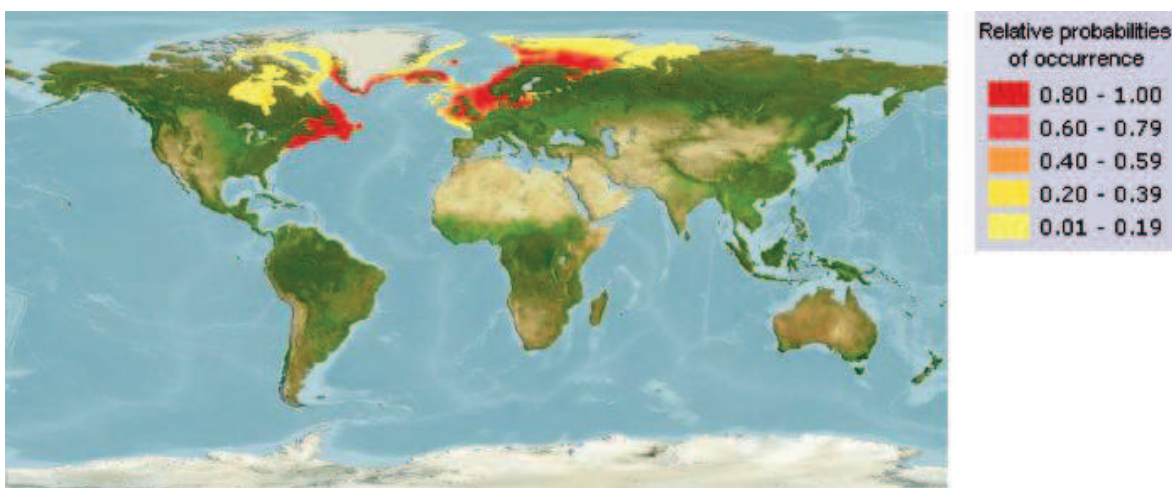 Relative probabilities
of occurrence
0.80 - 1.00
0.60 - 0.79
0.40 - 0.59
0.20 - 0.39
0.01 - 0.19